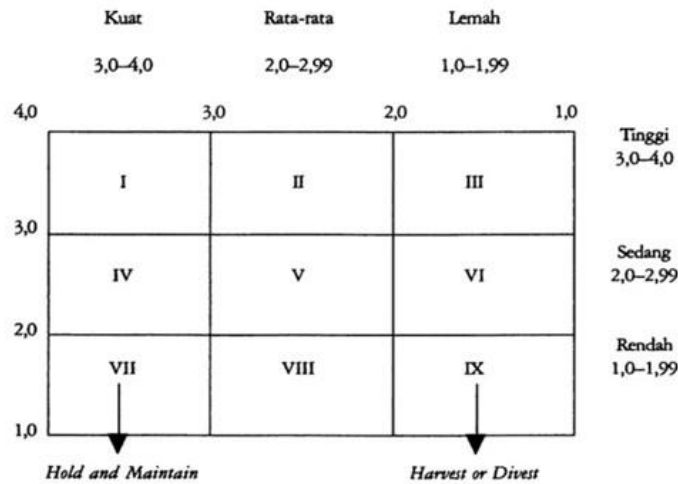 Kuat Rata-rata Lemah
3,0–4,0 2,0–2,99 1,0–1,99
4,0 3,0 2,0 1,0
Tinggi
3,0–4,0
I II III
3,0
Sedang
2,0–2,99
IV V VI
2,0
Rendah
1,0–1,99
VII VIII IX
1,0
Hold and Maintain Harvest or Divest